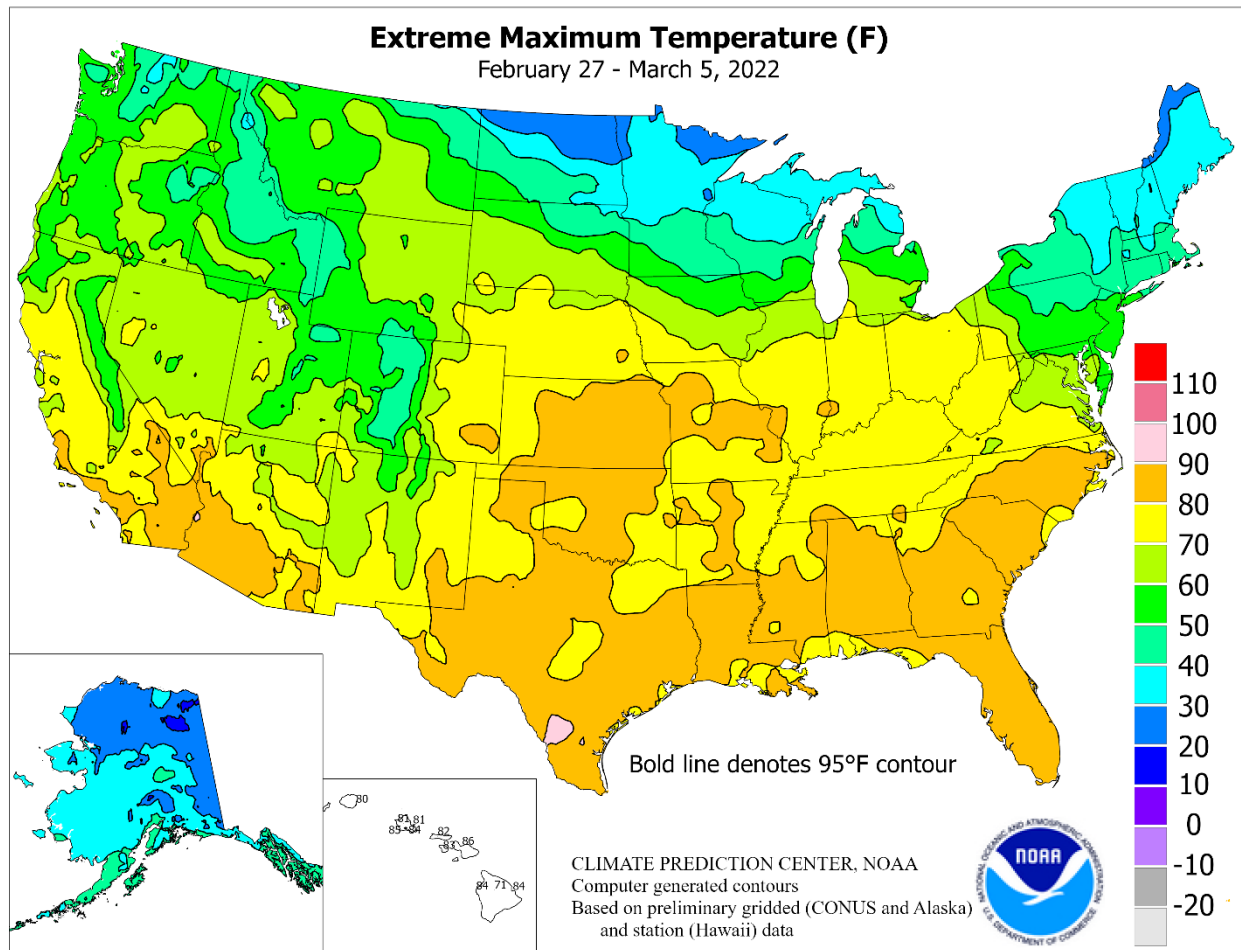 Extreme Maximum Temperature (F)
February 27 - March 5, 2022
110
100
90
80
70
60
50
40
30
20
10
0
-10
-20
Bold line denotes 95°F contour
80
81
81
85
84
82
83
86
84
71
84
CLIMATE PREDICTION CENTER, NOAA
Computer generated contours
Based on preliminary gridded (CONUS and Alaska)
and station (Hawaii) data
NATIONAL OCEANIC AND ATMOSPHERIC ADMINISTRATION
NOAA
U.S. DEPARTMENT OF COMMERCE